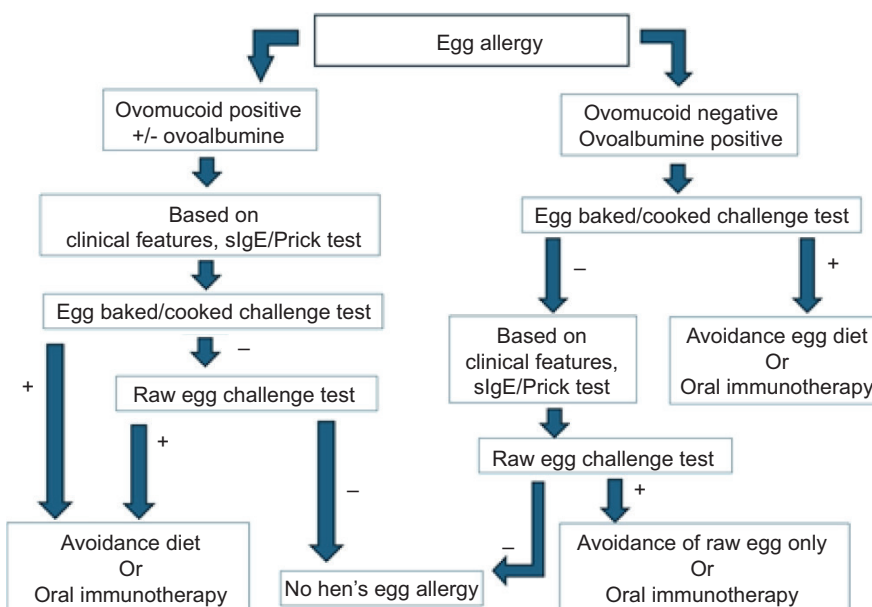 Egg allergy
Ovomucoid positive
+/- ovoalbumine
Ovomucoid negative
Ovoalbumine positive
Based on
clinical features, sIgE/Prick test
Egg baked/cooked challenge test
Egg baked/cooked challenge test
–
+
–
+
Raw egg challenge test
Based on
clinical features,
sIgE/Prick test
Avoidance egg diet
Or
Oral immunotherapy
+
–
Raw egg challenge test
–
+
Avoidance diet
Or
Oral immunotherapy
No hen's egg allergy
Avoidance of raw egg only
Or
Oral immunotherapy